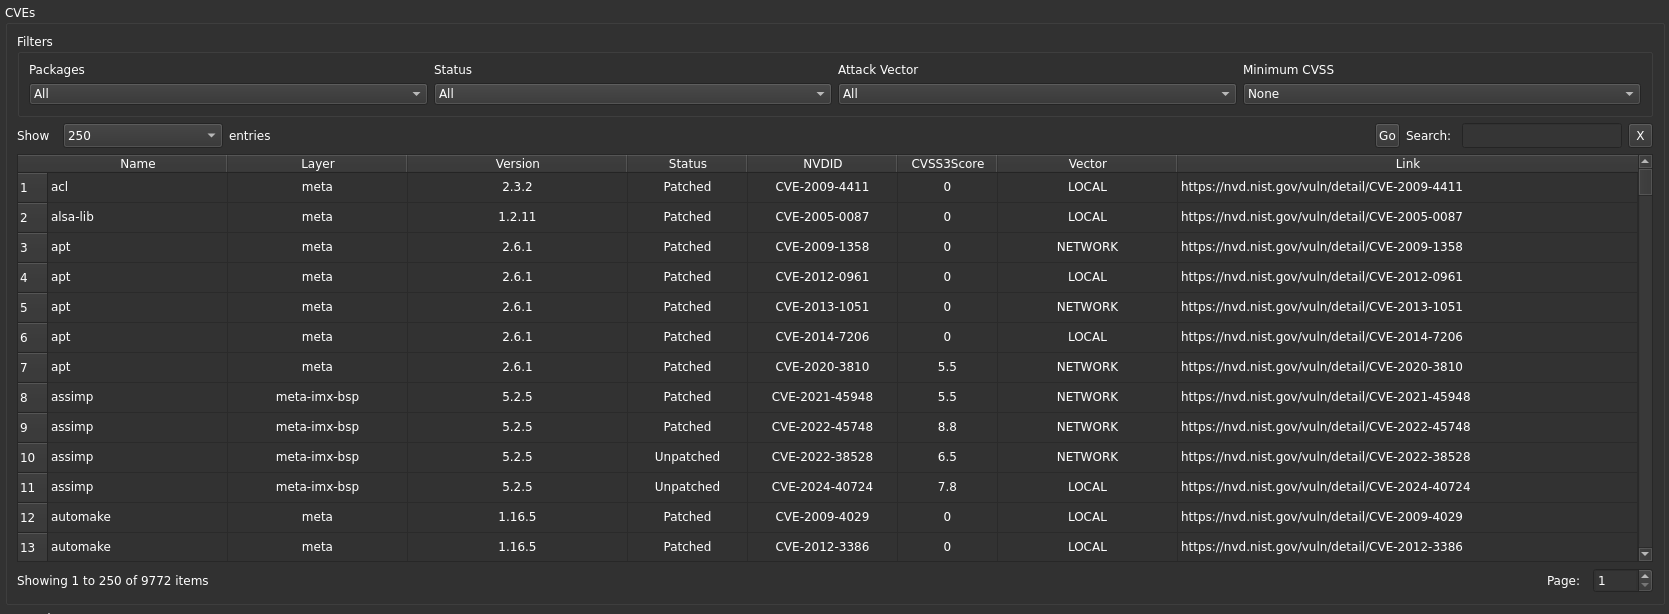 CVEs
Filters
Packages Status Attack Vector Minimum CVSS
All All All None
Show 250 entries Go Search: X
Name Layer Version Status NVDID CVSS3Score Vector Link
1 acl meta 2.3.2 Patched CVE-2009-4411 0 LOCAL https://nvd.nist.gov/vuln/detail/CVE-2009-4411
2 alsa-lib meta 1.2.11 Patched CVE-2005-0087 0 LOCAL https://nvd.nist.gov/vuln/detail/CVE-2005-0087
3 apt meta 2.6.1 Patched CVE-2009-1358 0 NETWORK https://nvd.nist.gov/vuln/detail/CVE-2009-1358
4 apt meta 2.6.1 Patched CVE-2012-0961 0 LOCAL https://nvd.nist.gov/vuln/detail/CVE-2012-0961
5 apt meta 2.6.1 Patched CVE-2013-1051 0 NETWORK https://nvd.nist.gov/vuln/detail/CVE-2013-1051
6 apt meta 2.6.1 Patched CVE-2014-7206 0 LOCAL https://nvd.nist.gov/vuln/detail/CVE-2014-7206
7 apt meta 2.6.1 Patched CVE-2020-3810 5.5 NETWORK https://nvd.nist.gov/vuln/detail/CVE-2020-3810
8 assimp meta-imx-bsp 5.2.5 Patched CVE-2021-45948 5.5 NETWORK https://nvd.nist.gov/vuln/detail/CVE-2021-45948
9 assimp meta-imx-bsp 5.2.5 Patched CVE-2022-45748 8.8 NETWORK https://nvd.nist.gov/vuln/detail/CVE-2022-45748
10 assimp meta-imx-bsp 5.2.5 Unpatched CVE-2022-38528 6.5 NETWORK https://nvd.nist.gov/vuln/detail/CVE-2022-38528
11 assimp meta-imx-bsp 5.2.5 Unpatched CVE-2024-40724 7.8 LOCAL https://nvd.nist.gov/vuln/detail/CVE-2024-40724
12 automake meta 1.16.5 Patched CVE-2009-4029 0 LOCAL https://nvd.nist.gov/vuln/detail/CVE-2009-4029
13 automake meta 1.16.5 Patched CVE-2012-3386 0 LOCAL https://nvd.nist.gov/vuln/detail/CVE-2012-3386
Showing 1 to 250 of 9772 items Page: 1